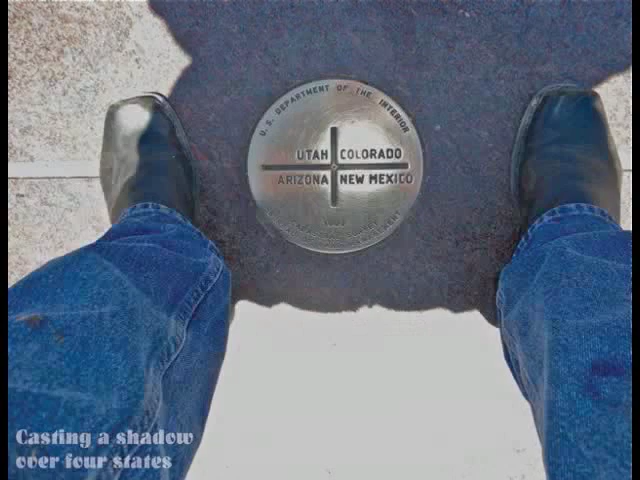 U.S. DEPARTMENT OF THE INTERIOR
UTAH COLORADO
ARIZONA NEW MEXICO
Casting a shadow
over four states